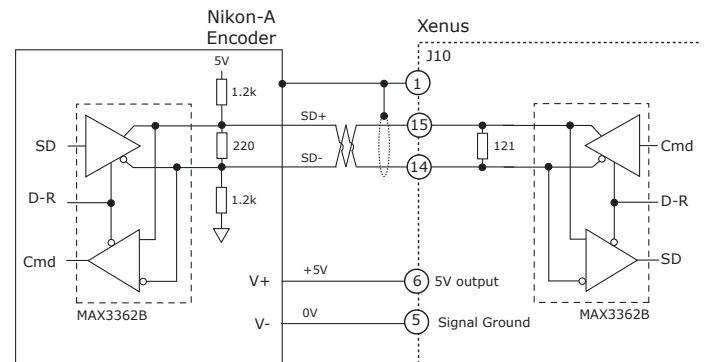 Nikon-A
Encoder
Xenus
J10
5V
1.2k
1
SD+
15
SD
220
121
Cmd
SD-
14
D-R
1.2k
D-R
Cmd
SD
V+
+5V
6
5V output
MAX3362B
MAX3362B
V-
0V
5
Signal Ground